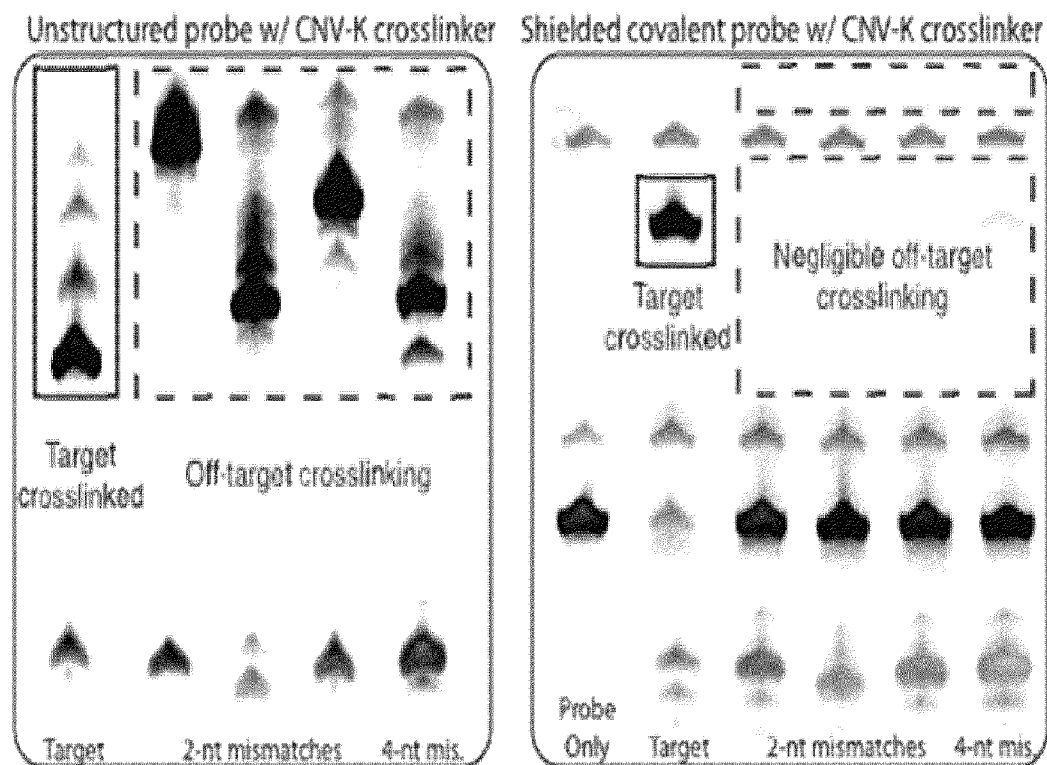 Unstructured probe w/ CNV-K crosslinker
Target
crosslinked
Off-target crosslinking
Target
2-nt mismatches
4-nt mis.
Shielded covalent probe w/ CNV-K crosslinker
Target
crosslinked
Negligible off-target
crosslinking
Probe
Only
Target
2-nt mismatches
4-nt mis.